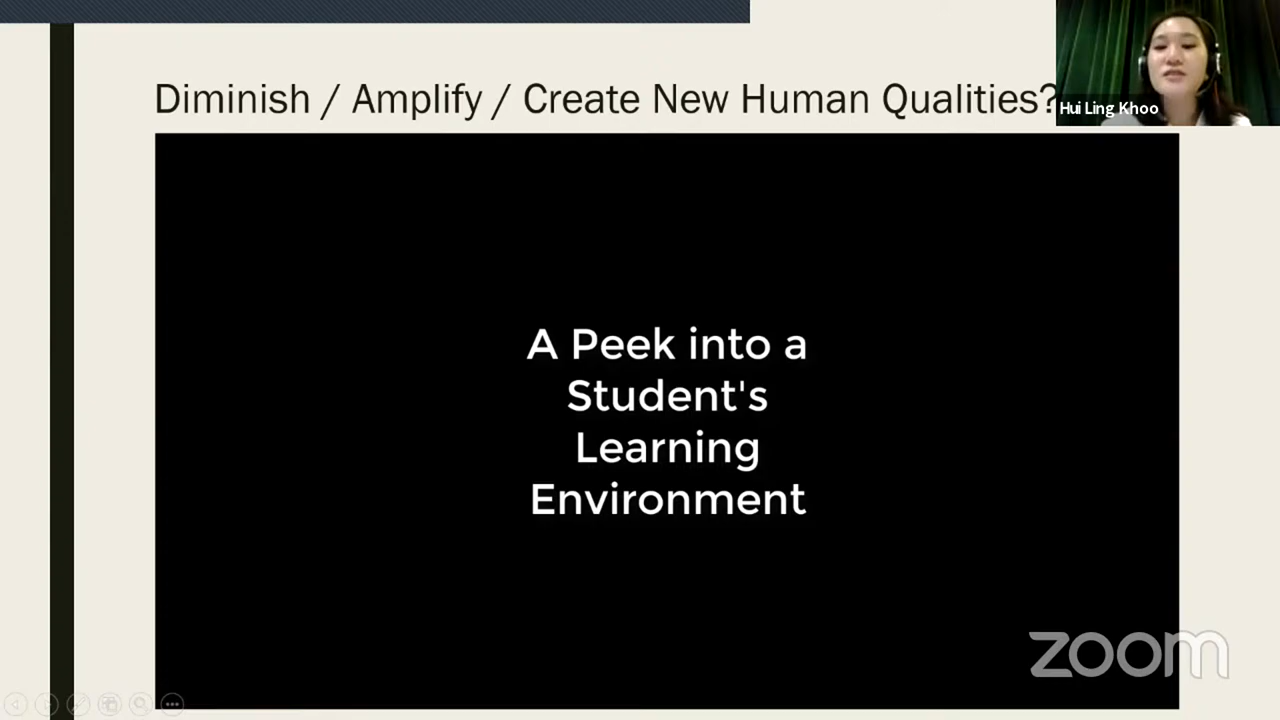 Diminish / Amplify / Create New Human Qualities?
Hui Ling Khoo
A Peek into a
Student's
Learning
Environment
zoom